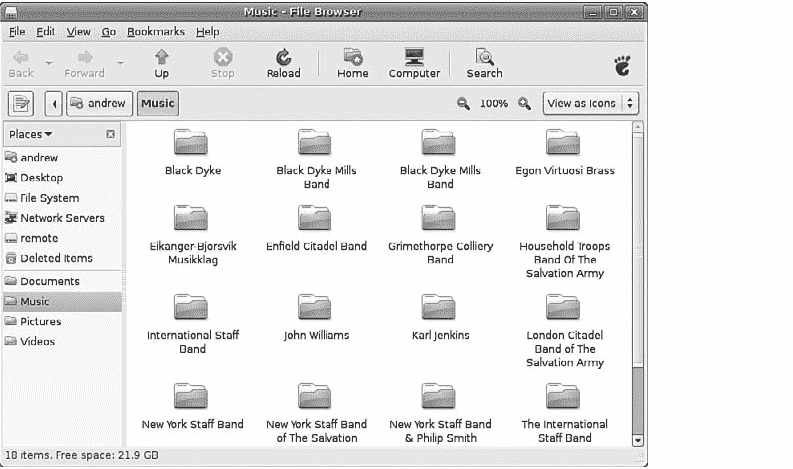 Music - File Browser
File Edit View Go Bookmarks Help
Back Forward Up Stop Reload Home Computer Search
andrew Music 100% View as Icons
Places
andrew
Desktop
File System
Network Servers
remote
Deleted Items
Documents
Music
Pictures
Videos
Black Dyke
Black Dyke Mills
Band
Black Dyke MIlls
Band
Egon Virtuosi Brass
Eikanger-Bjorsvik
Musikklag
Enfield Citadel Band
Grimethorpe Colliery
Band
Household Troops
Band Of The
Salvation Army
International Staff
Band
John Williams
Karl Jenkins
London Citadel
Band of The
Salvation Army
New York Staff Band
New York Staff Band
of The Salvation
New York Staff Band
& Philip Smith
The International
Staff Band
18 items, Free space: 21.9 GB